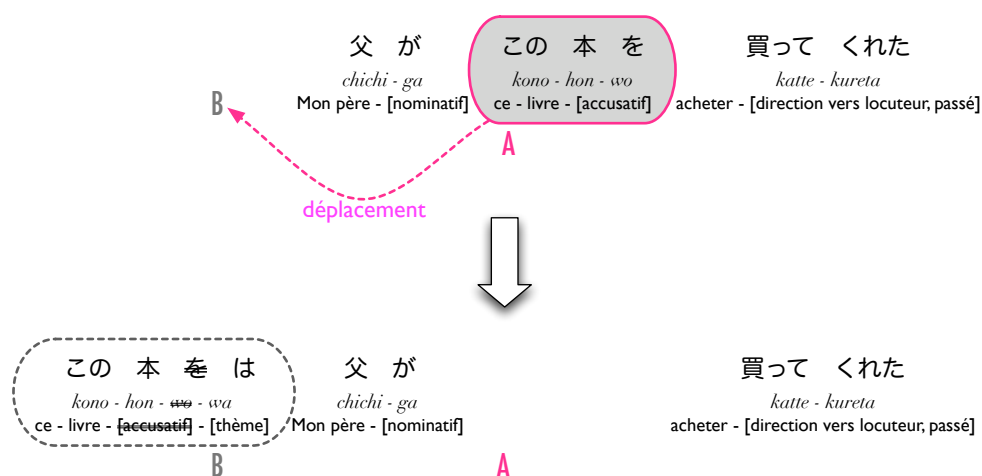 父 が この 本 を 買って くれた
chichi - ga kono - hon - wo katte - kureta
B Mon père - [nominatif] ce - livre - [accusatif] acheter - [direction vers locuteur, passé]
A
déplacement
この 本 を は 父 が 買って くれた
kono - hon - wo - wa chichi - ga katte - kureta
ce - livre - [accusatif] - [thème] Mon père - [nominatif] acheter - [direction vers locuteur, passé]
B A